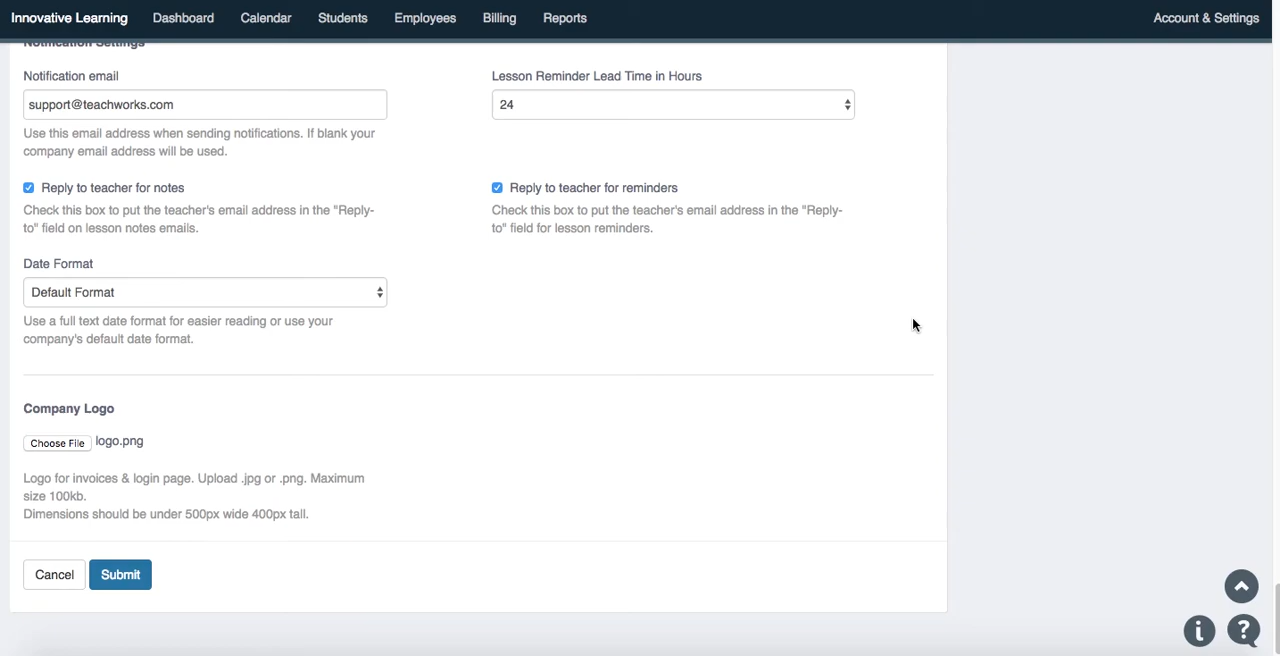 Innovative Learning Dashboard Calendar Students Employees Billing Reports Account & Settings
Notification Settings
Notification email
support@teachworks.com
Use this email address when sending notifications. If blank your
company email address will be used.
Lesson Reminder Lead Time in Hours
24
Reply to teacher for notes
Check this box to put the teacher's email address in the "Reply-
to" field on lesson notes emails.
Reply to teacher for reminders
Check this box to put the teacher's email address in the "Reply-
to" field for lesson reminders.
Date Format
Default Format
Use a full text date format for easier reading or use your
company's default date format.
Company Logo
Choose File logo.png
Logo for invoices & login page. Upload .jpg or .png. Maximum
size 100kb.
Dimensions should be under 500px wide 400px tall.
Cancel Submit